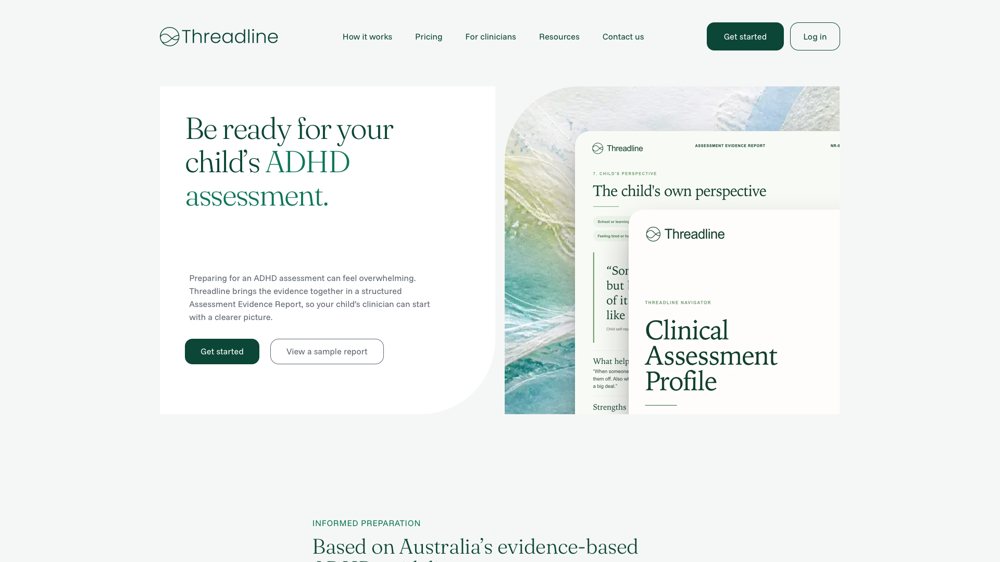 Threadline
How it works
Pricing
For clinicians
Resources
Contact us
Get started
Log in
Be ready for your
child’s ADHD
assessment.
Preparing for an ADHD assessment can feel overwhelming.
Threadline brings the evidence together in a structured
Assessment Evidence Report, so your child’s clinician can start
with a clearer picture.
Get started
View a sample report
Threadline
ASSESSMENT EVIDENCE REPORT
NR-0
7. CHILD'S PERSPECTIVE
The child's own perspective
School or learning
Feeling tired or
“Sor
but
of it
like
Child self-rep
What help
“When someone
them off. Also
a big deal.”
Strengths
Threadline
THREADLINE NAVIGATOR
Clinical
Assessment
Profile
INFORMED PREPARATION
Based on Australia’s evidence-based